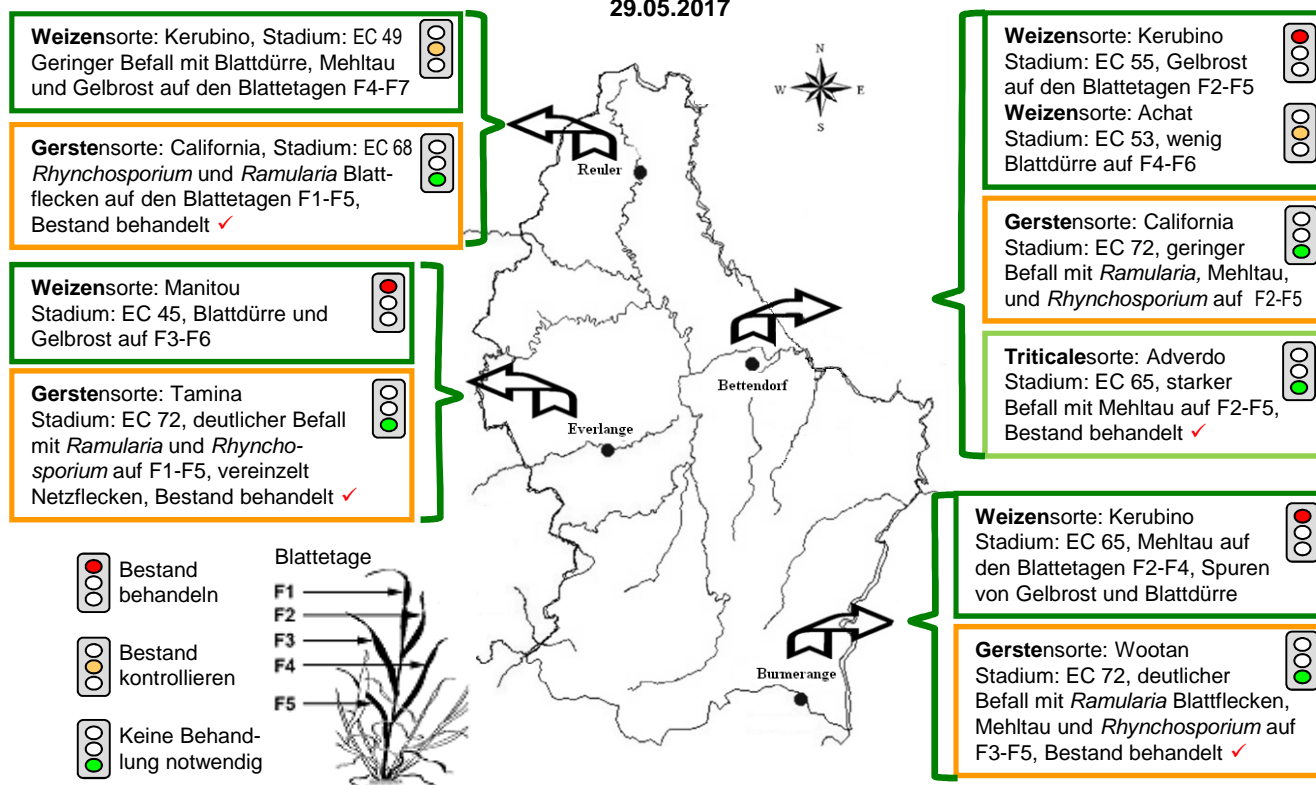 29.05.2017
Weizensorte: Kerubino, Stadium: EC 49
Geringer Befall mit Blattdürre, Mehltau
und Gelbrost auf den Blattetagen F4-F7
Gerstensorte: California, Stadium: EC 68
Rhynchosporium und Ramularia Blatt-
flecken auf den Blattetagen F1-F5,
Bestand behandelt ✓
Weizensorte: Manitou
Stadium: EC 45, Blattdürre und
Gelbrost auf F3-F6
Gerstensorte: Tamina
Stadium: EC 72, deutlicher Befall
mit Ramularia und Rhyncho-
sporium auf F1-F5, vereinzelt
Netzflecken, Bestand behandelt ✓
Bestand
behandeln
Bestand
kontrollieren
Keine Behand-
lung notwendig
Blattetage
F1
F2
F3
F4
F5
N
W E
S
Reuler
Bettendorf
Everlange
Burmerange
Weizensorte: Kerubino
Stadium: EC 55, Gelbrost
auf den Blattetagen F2-F5
Weizensorte: Achat
Stadium: EC 53, wenig
Blattdürre auf F4-F6
Gerstensorte: California
Stadium: EC 72, geringer
Befall mit Ramularia, Mehltau,
und Rhynchosporium auf F2-F5
Triticalesorte: Adverdo
Stadium: EC 65, starker
Befall mit Mehltau auf F2-F5,
Bestand behandelt ✓
Weizensorte: Kerubino
Stadium: EC 65, Mehltau auf
den Blattetagen F2-F4, Spuren
von Gelbrost und Blattdürre
Gerstensorte: Wootan
Stadium: EC 72, deutlicher
Befall mit Ramularia Blattflecken,
Mehltau und Rhynchosporium auf
F3-F5, Bestand behandelt ✓